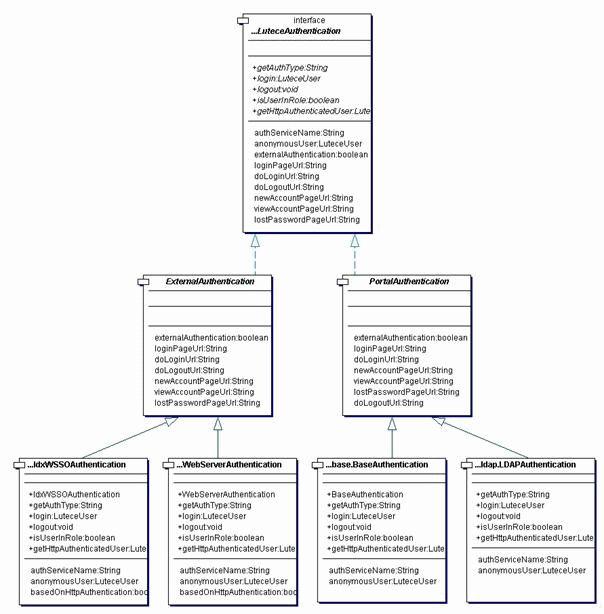 interface
...LuteceAuthentication
+getAuthType:String
+login:LuteceUser
+logout:void
+isUserInRole:boolean
+getHttpAuthenticatedUser:Lute
authServiceName:String
anonymousUser:LuteceUser
externalAuthentication:boolean
loginPageUrl:String
doLoginUrl:String
doLogoutUrl:String
newAccountPageUrl:String
viewAccountPageUrl:String
lostPasswordPageUrl:String
ExternalAuthentication
externalAuthentication:boolean
loginPageUrl:String
doLoginUrl:String
doLogoutUrl:String
newAccountPageUrl:String
viewAccountPageUrl:String
lostPasswordPageUrl:String
PortalAuthentication
externalAuthentication:boolean
loginPageUrl:String
doLoginUrl:String
newAccountPageUrl:String
viewAccountPageUrl:String
lostPasswordPageUrl:String
doLogoutUrl:String
...IdxWSSOAuthentication
+IdxWSSOAuthentication
+getAuthType:String
+login:LuteceUser
+logout:void
+isUserInRole:boolean
+getHttpAuthenticatedUser:Lute
authServiceName:String
anonymousUser:LuteceUser
basedOnHttpAuthentication:boo
...WebServerAuthentication
+WebServerAuthentication
+getAuthType:String
+login:LuteceUser
+logout:void
+isUserInRole:boolean
+getHttpAuthenticatedUser:Lute
authServiceName:String
anonymousUser:LuteceUser
basedOnHttpAuthentication:boo
...base.BaseAuthentication
+BaseAuthentication
+getAuthType:String
+login:LuteceUser
+logout:void
+isUserInRole:boolean
+getHttpAuthenticatedUser:Lute
authServiceName:String
anonymousUser:LuteceUser
...ldap.LDAPAuthentication
+getAuthType:String
+login:LuteceUser
+logout:void
+isUserInRole:boolean
+getHttpAuthenticatedUser:Lute
authServiceName:String
anonymousUser:LuteceUser